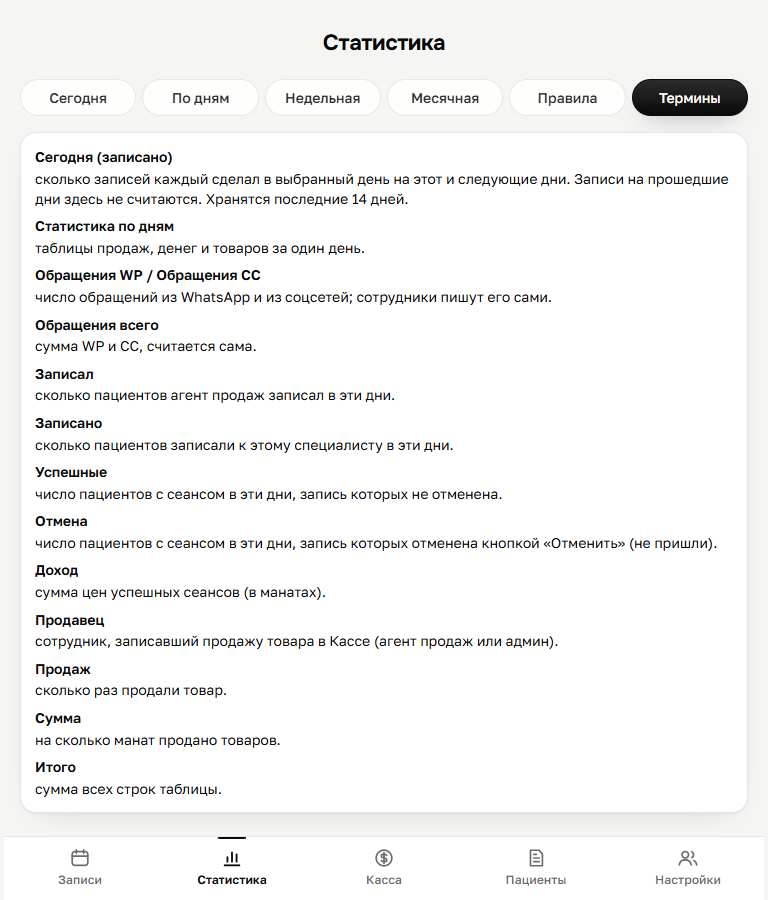 Статистика
Сегодня
По дням
Недельная
Месячная
Правила
Термины
Сегодня (записано)
сколько записей каждый сделал в выбранный день на этот и следующие дни. Записи на прошедшие
дни здесь не считаются. Хранятся последние 14 дней.
Статистика по дням
таблицы продаж, денег и товаров за один день.
Обращения WP / Обращения СС
число обращений из WhatsApp и из соцсетей; сотрудники пишут его сами.
Обращения всего
сумма WP и СС, считается сама.
Записал
сколько пациентов агент продаж записал в эти дни.
Записано
сколько пациентов записали к этому специалисту в эти дни.
Успешные
число пациентов с сеансом в эти дни, запись которых не отменена.
Отмена
число пациентов с сеансом в эти дни, запись которых отменена кнопкой «Отменить» (не пришли).
Доход
сумма цен успешных сеансов (в манатах).
Продавец
сотрудник, записавший продажу товара в Кассе (агент продаж или админ).
Продаж
сколько раз продали товар.
Сумма
на сколько манат продано товаров.
Итого
сумма всех строк таблицы.
Записи
Статистика
Касса
Пациенты
Настройки